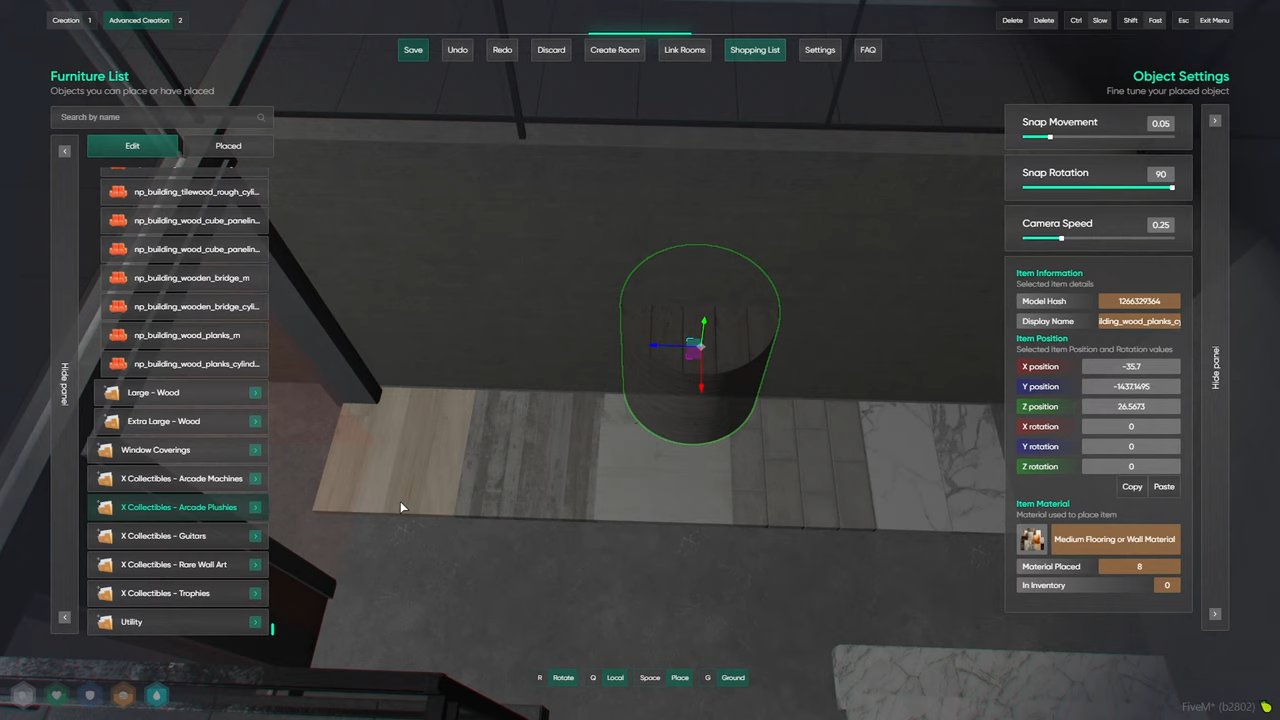 Creation 1 Advanced Creation 2
Delete Delete Ctrl Slow Shift Fast Esc Exit Menu
Save Undo Redo Discard Create Room Link Rooms Shopping List Settings FAQ
Furniture List
Objects you can place or have placed
Search by name
Edit Placed
Hide panel
np_building_tilewood_rough_cyli...
np_building_wood_cube_panelin...
np_building_wood_cube_panelin...
np_building_wooden_bridge_m
np_building_wooden_bridge_cyli...
np_building_wood_planks_m
np_building_wood_planks_cylind...
Large - Wood
Extra Large - Wood
Window Coverings
X Collectibles - Arcade Machines
X Collectibles - Arcade Plushies
X Collectibles - Guitars
X Collectibles - Rare Wall Art
X Collectibles - Trophies
Utility
Object Settings
Fine tune your placed object
Snap Movement 0.05
Snap Rotation 90
Camera Speed 0.25
Item Information
Selected item details
Model Hash 1266329364
Display Name ilding_wood_planks_cy
Item Position
Selected item Position and Rotation values
X position -35.7
Y position -1437.1495
Z position 26.5673
X rotation 0
Y rotation 0
Z rotation 0
Copy Paste
Item Material
Material used to place item
Medium Flooring or Wall Material
Material Placed 8
In Inventory 0
Hide panel
R Rotate Q Local Space Place G Ground
FiveM* (b2802)